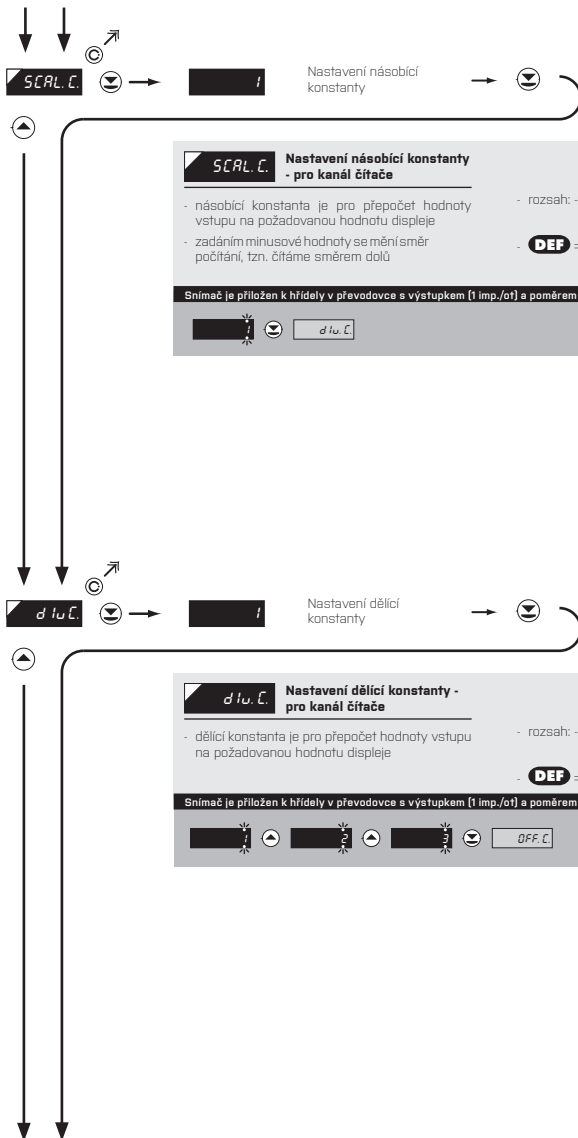 SCAL. C.
1
Nastavení násobící
konstanty
SCAL. C.
Nastavení násobící konstanty
- pro kanál čítače
- násobící konstanta je pro přepočet hodnoty
vstupu na požadovanou hodnotu displeje
- zadáním minusové hodnoty se mění směr
počítání, tzn. čítáme směrem dolů
- rozsah: -
- DEF =
Snímač je přiložen k hřídely v převodovce s výstupkem (1 imp./ot) a poměrem
1
dIv. C.
dIv.C.
1
Nastavení dělící
konstanty
dIv. C.
Nastavení dělící konstanty -
pro kanál čítače
- dělící konstanta je pro přepočet hodnoty vstupu
na požadovanou hodnotu displeje
- rozsah: -
- DEF =
Snímač je přiložen k hřídely v převodovce s výstupkem (1 imp./ot) a poměrem
1 2 3 OFF. C.